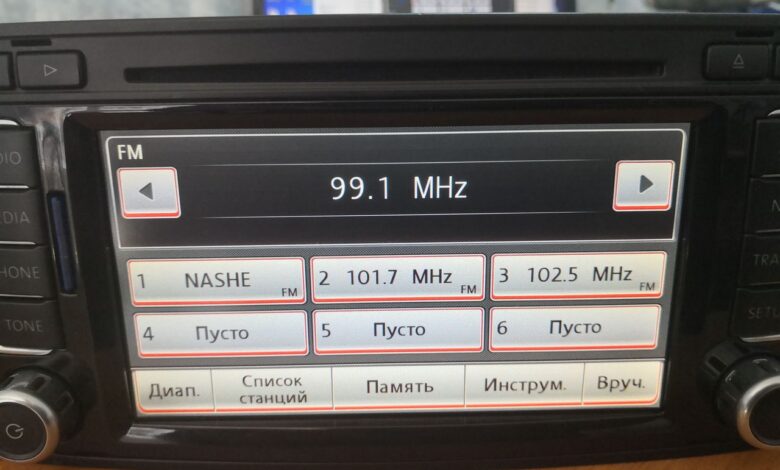 FM
99.1 MHz
1 NASHE FM
2 101.7 MHz FM
3 102.5 MHz FM
4 Пусто
5 Пусто
6 Пусто
Диап.
Список
станций
Память
Инструм.
Вруч.
TONE